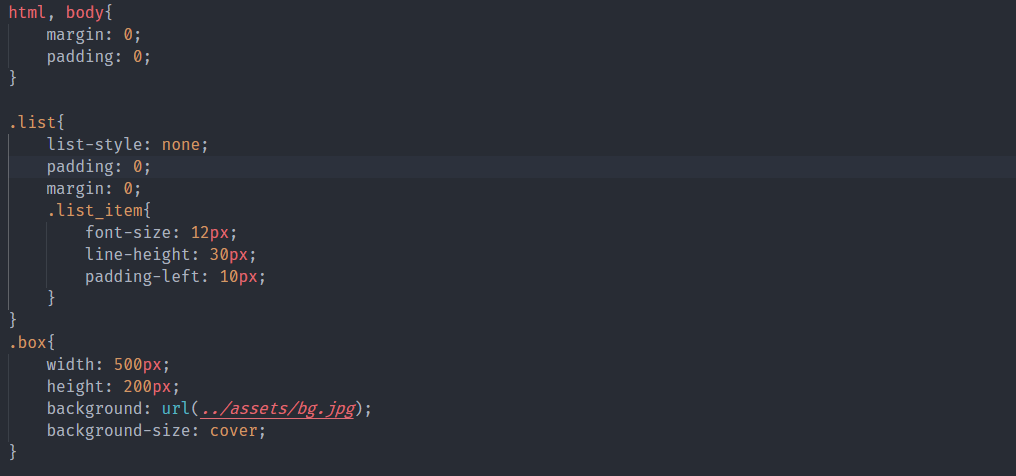 html, body{
    margin: 0;
    padding: 0;
}

.list{
    list-style: none;
    padding: 0;
    margin: 0;
    .list_item{
        font-size: 12px;
        line-height: 30px;
        padding-left: 10px;
    }
}
.box{
    width: 500px;
    height: 200px;
    background: url(../assets/bg.jpg);
    background-size: cover;
}